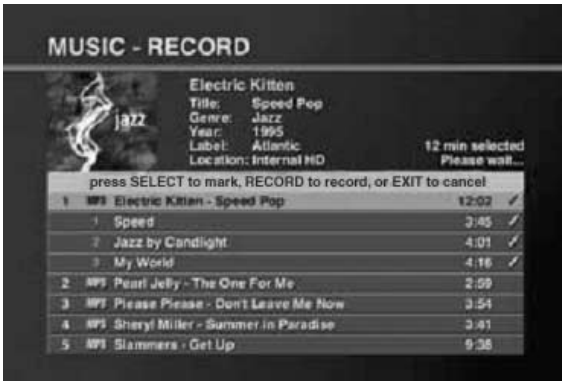 MUSIC - RECORD
jazz
Electric Kitten
Title: Speed Pop
Genre: Jazz
Year: 1995
Label: Atlantic
Location: Internal HD
12 min selected
Please wait...
press SELECT to mark, RECORD to record, or EXIT to cancel
1 MP3 Electric Kitten - Speed Pop 12:02 ✓
1 Speed 3:45 ✓
2 Jazz by Candlight 4:01 ✓
3 My World 4:16 ✓
2 MP3 Pearl Jelly - The One For Me 2:59
3 MP3 Please Please - Don't Leave Me Now 3:54
4 MP3 Sheryl Miller - Summer in Paradise 3:41
5 MP3 Slammers - Get Up 9:38